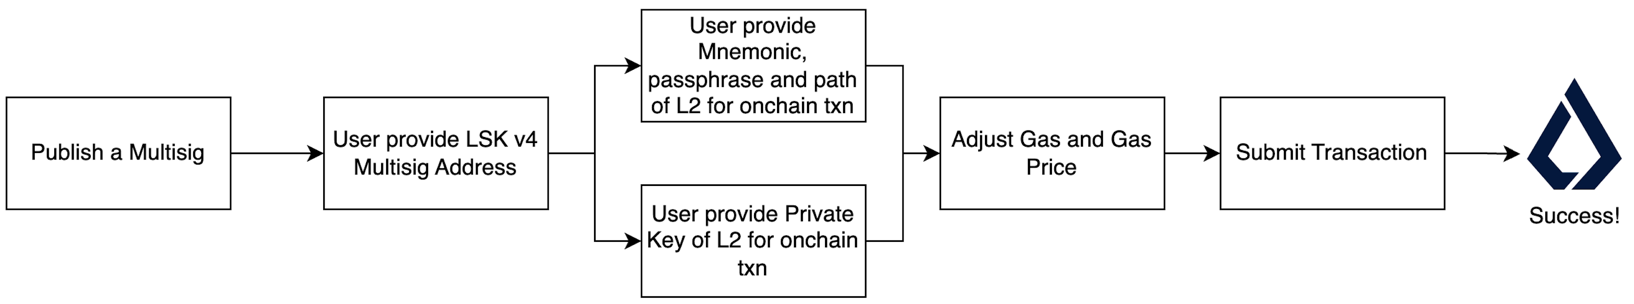 Publish a Multisig
User provide LSK v4
Multisig Address
User provide
Mnemonic,
passphrase and path
of L2 for onchain txn
User provide Private
Key of L2 for onchain
txn
Adjust Gas and Gas
Price
Submit Transaction
Success!